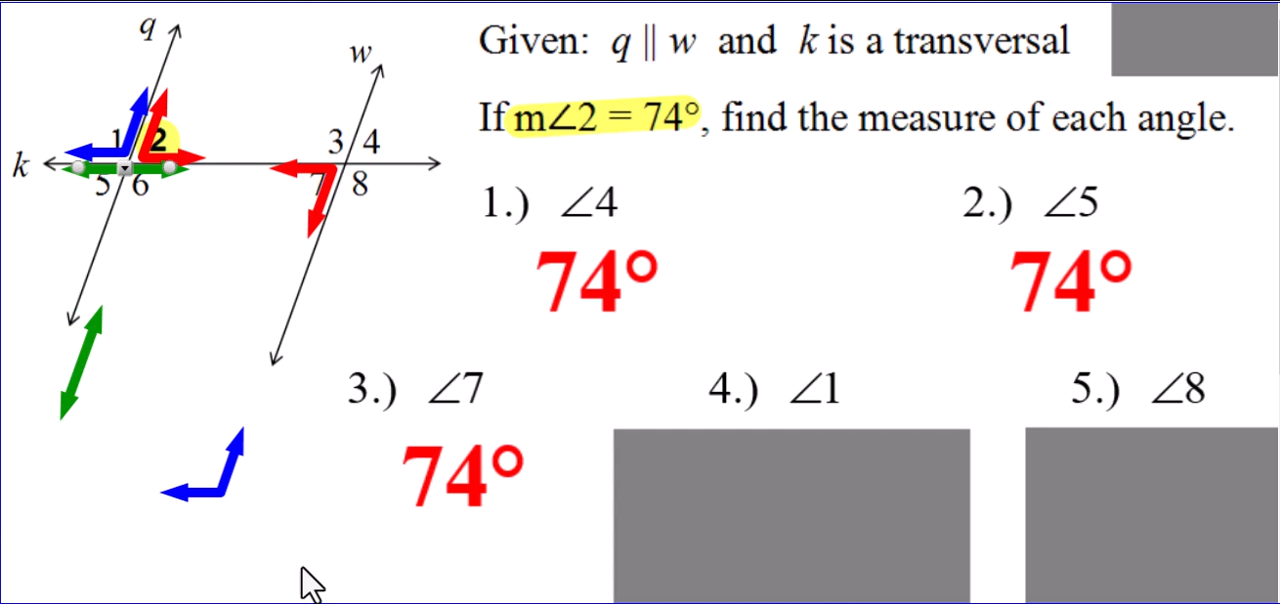 q
w
Given: q || w and k is a transversal
If m∠2 = 74°, find the measure of each angle.
1 2
3 4
k
5 6
7 8
1.) ∠4
2.) ∠5
74°
74°
3.) ∠7
4.) ∠1
5.) ∠8
74°